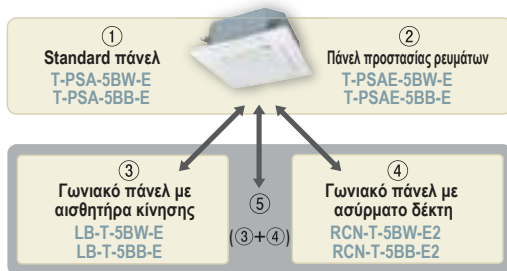 ①
Standard πάνελ
T-PSA-5BW-E
T-PSA-5BB-E
②
Πάνελ προστασίας ρευμάτων
T-PSAE-5BW-E
T-PSAE-5BB-E
③
Γωνιακό πάνελ με
αισθητήρα κίνησης
LB-T-5BW-E
LB-T-5BB-E
⑤
(③+④)
④
Γωνιακό πάνελ με
ασύρματο δέκτη
RCN-T-5BW-E2
RCN-T-5BB-E2